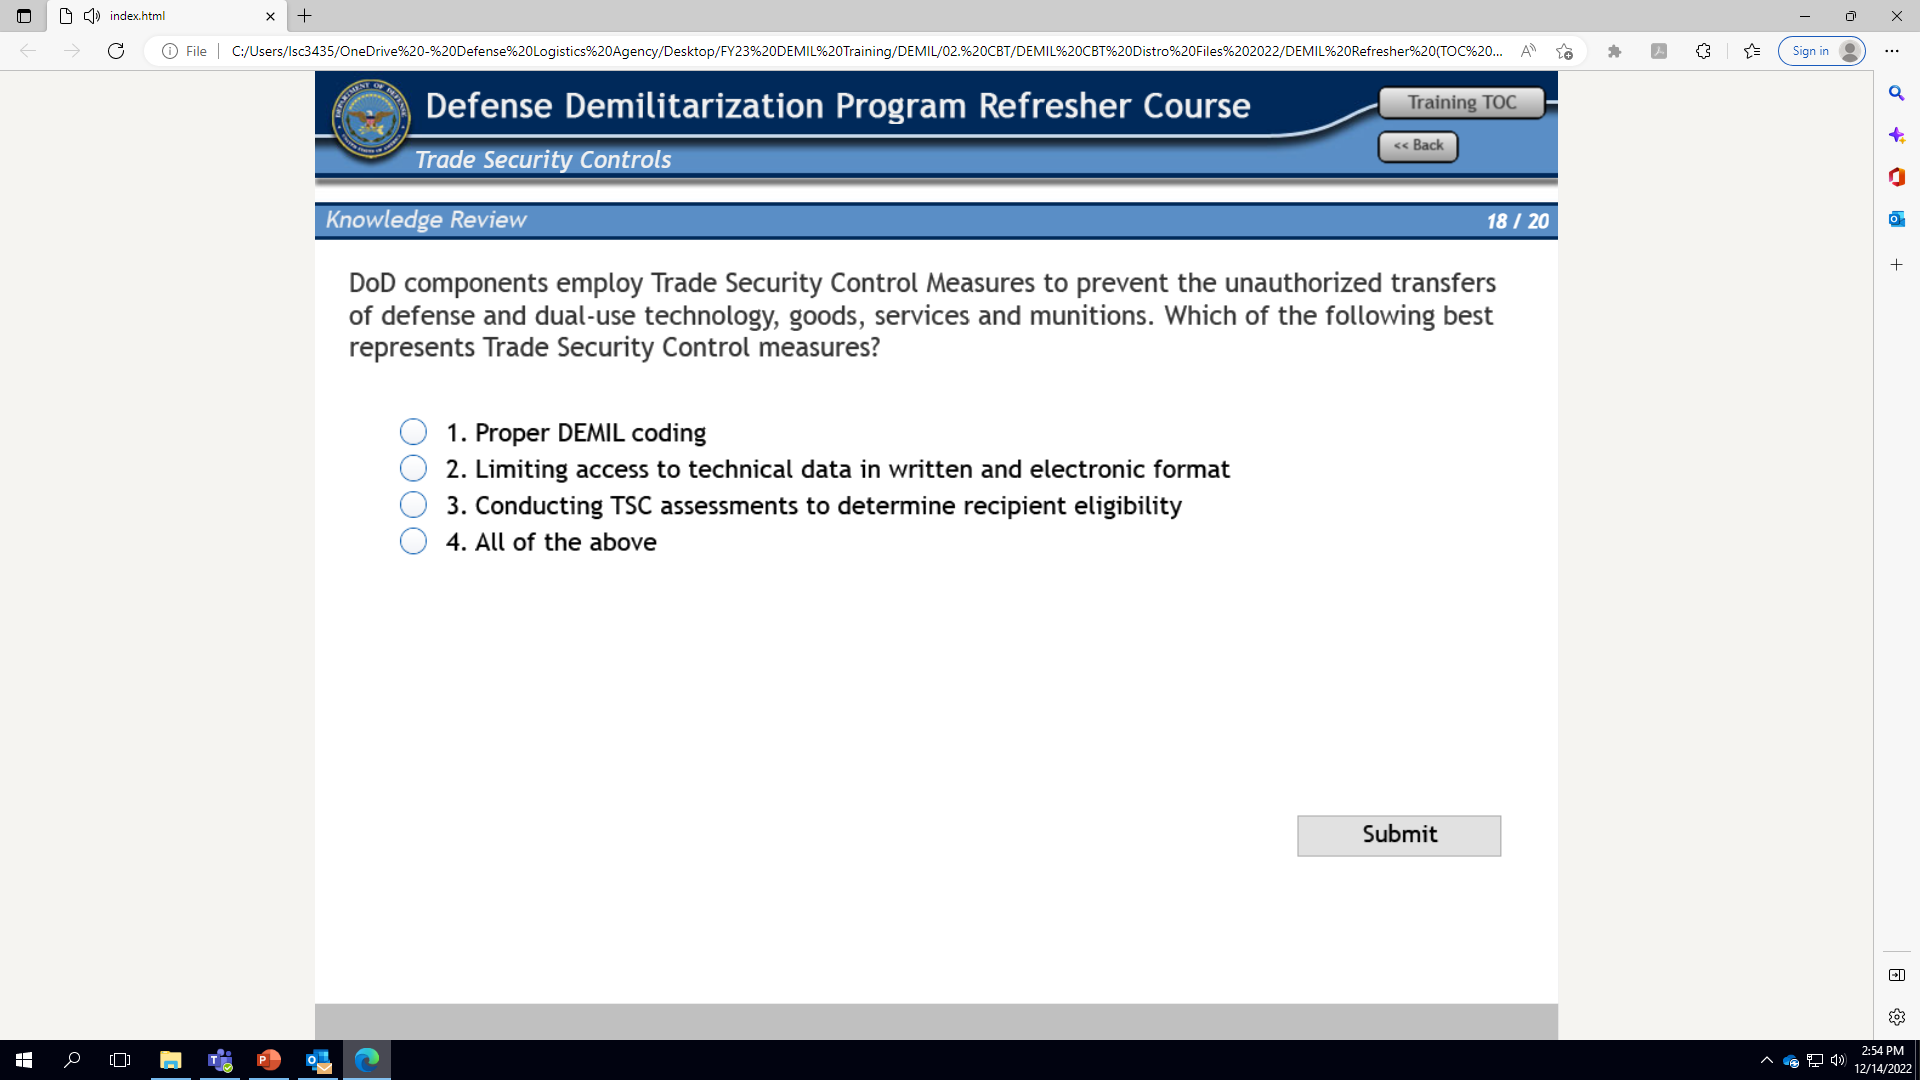 index.html
File
C:/Users/lsc3435/OneDrive%20-%20Defense%20Logistics%20Agency/Desktop/FY23%20DEMIL%20Training/DEMIL/02.%20CBT/DEMIL%20CBT%20Distro%20Files%202022/DEMIL%20Refresher%20(TOC%20...
Sign in
Defense Demilitarization Program Refresher Course
Training TOC
<< Back
Trade Security Controls
Knowledge Review
18 / 20
DoD components employ Trade Security Control Measures to prevent the unauthorized transfers
of defense and dual-use technology, goods, services and munitions. Which of the following best
represents Trade Security Control measures?
1. Proper DEMIL coding
2. Limiting access to technical data in written and electronic format
3. Conducting TSC assessments to determine recipient eligibility
4. All of the above
Submit
2:54 PM
12/14/2022